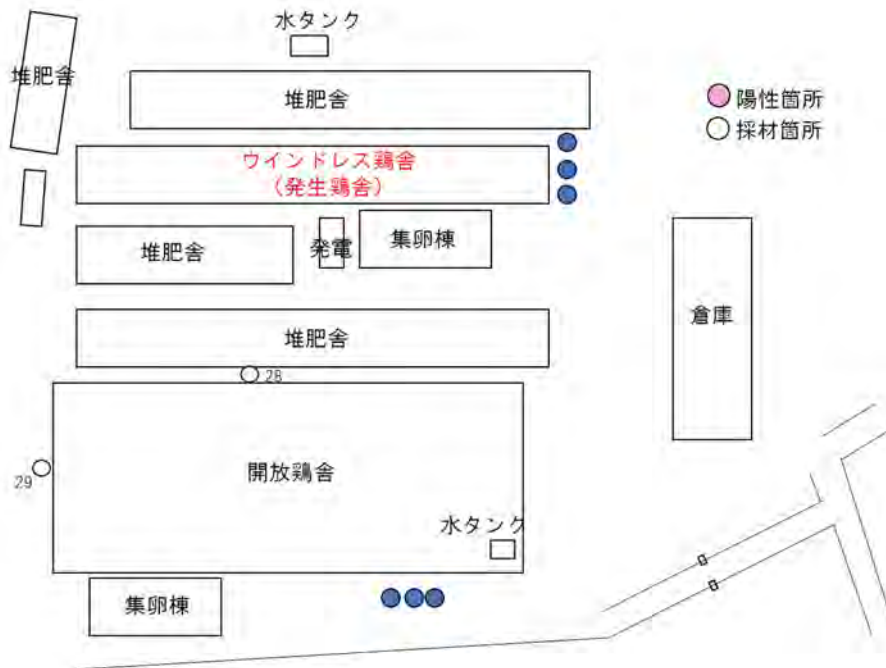 水タンク
堆肥舎
堆肥舎
陽性箇所
採材箇所
ウインドレス鶏舎
（発生鶏舎）
堆肥舎
発電
集卵棟
倉庫
堆肥舎
28
29
開放鶏舎
水タンク
集卵棟